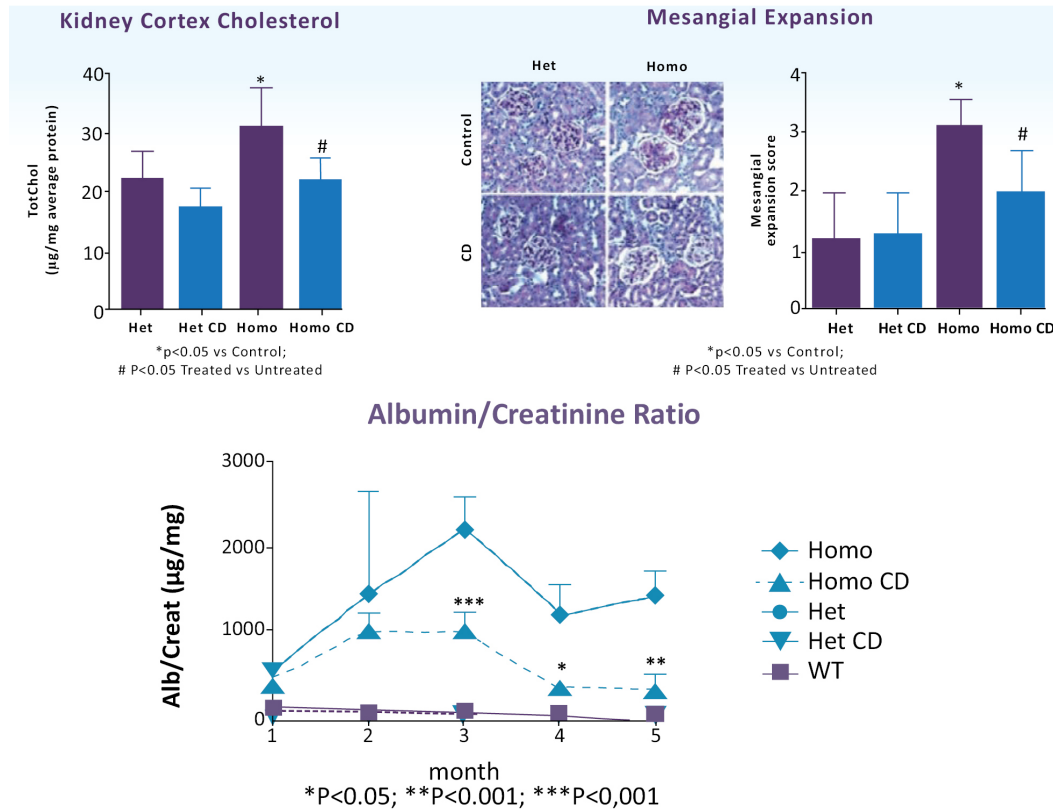 Kidney Cortex Cholesterol
TotChol
(µg/mg average protein)
40
30
20
10
0
*
#
Het
Het CD
Homo
Homo CD
*p<0.05 vs Control;
# P<0.05 Treated vs Untreated
Mesangial Expansion
Het
Homo
Control
CD
Mesangial
expansion score
4
3
2
1
0
*
#
Het
Het CD
Homo
Homo CD
*p<0.05 vs Control;
# P<0.05 Treated vs Untreated
Albumin/Creatinine Ratio
Alb/Creat (µg/mg)
3000
2000
1000
0
***
*
**
1
2
3
4
5
month
*P<0.05; **P<0.001; ***P<0,001
Homo
Homo CD
Het
Het CD
WT